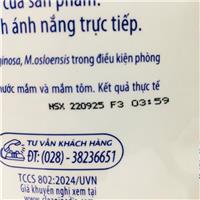 của sản phẩm.
h ánh nắng trực tiếp.
ginosa, M.osloensis trong điều kiện phòng
nước mắm và mắm tôm. Kết quả thực tế
NSX 220925 F3 03:59
TƯ VẤN KHÁCH HÀNG
ĐT: (028) - 38236651
TCCS 802:2024/UVN
Giá khuyến nghị xem tại